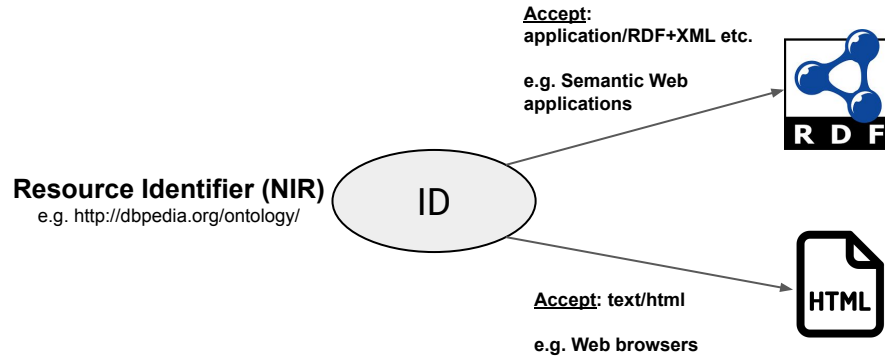 Accept:
application/RDF+XML etc.
e.g. Semantic Web
applications
R D F
Resource Identifier (NIR)
e.g. http://dbpedia.org/ontology/
ID
HTML
Accept: text/html
e.g. Web browsers